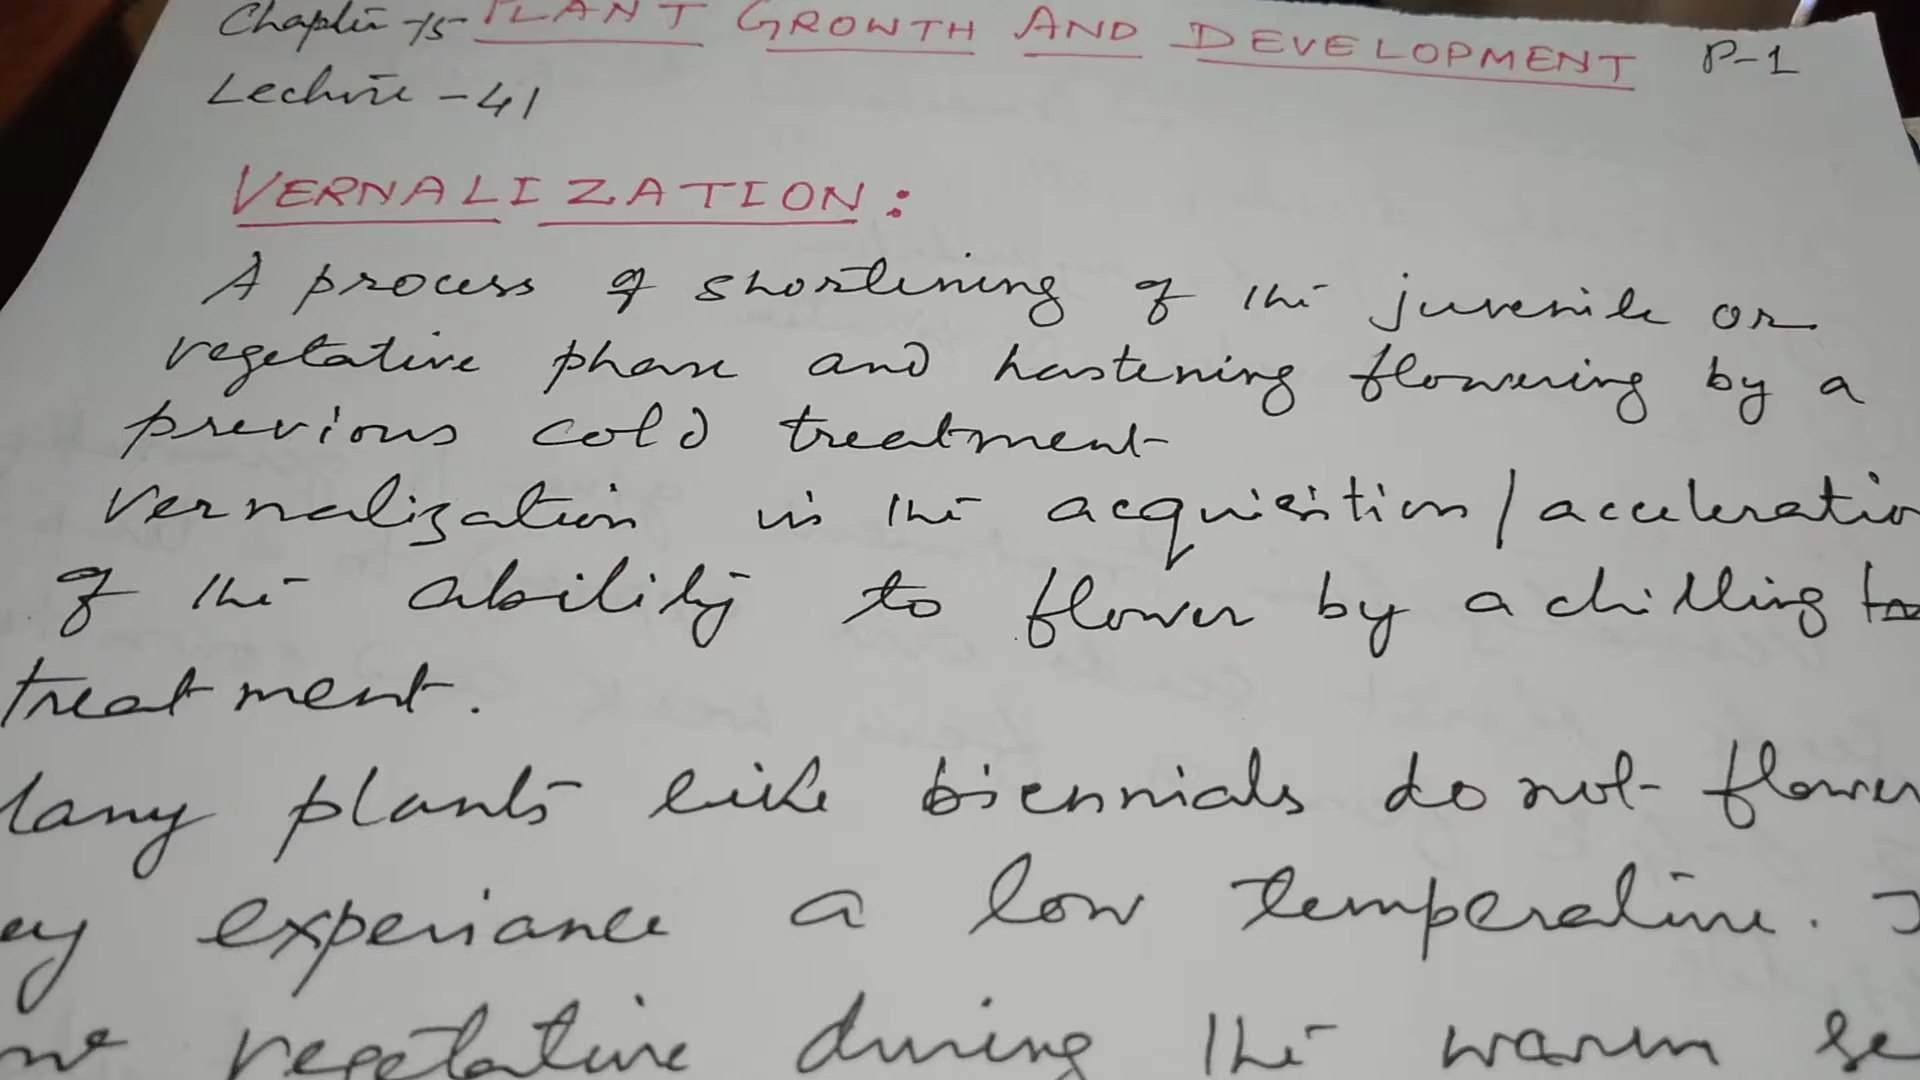 Chapter-15 PLANT GROWTH AND DEVELOPMENT P-1
Lecture-41
VERNALIZATION:
A process of shortening of the juvenile or
vegetative phase and hastening flowering by a
previous cold treatment
Vernalization is the acquisition/acceleration
of the ability to flower by a chilling
treatment.
Many plants like biennials do not flower
experiance a low temperature.
vegetative during the warm se